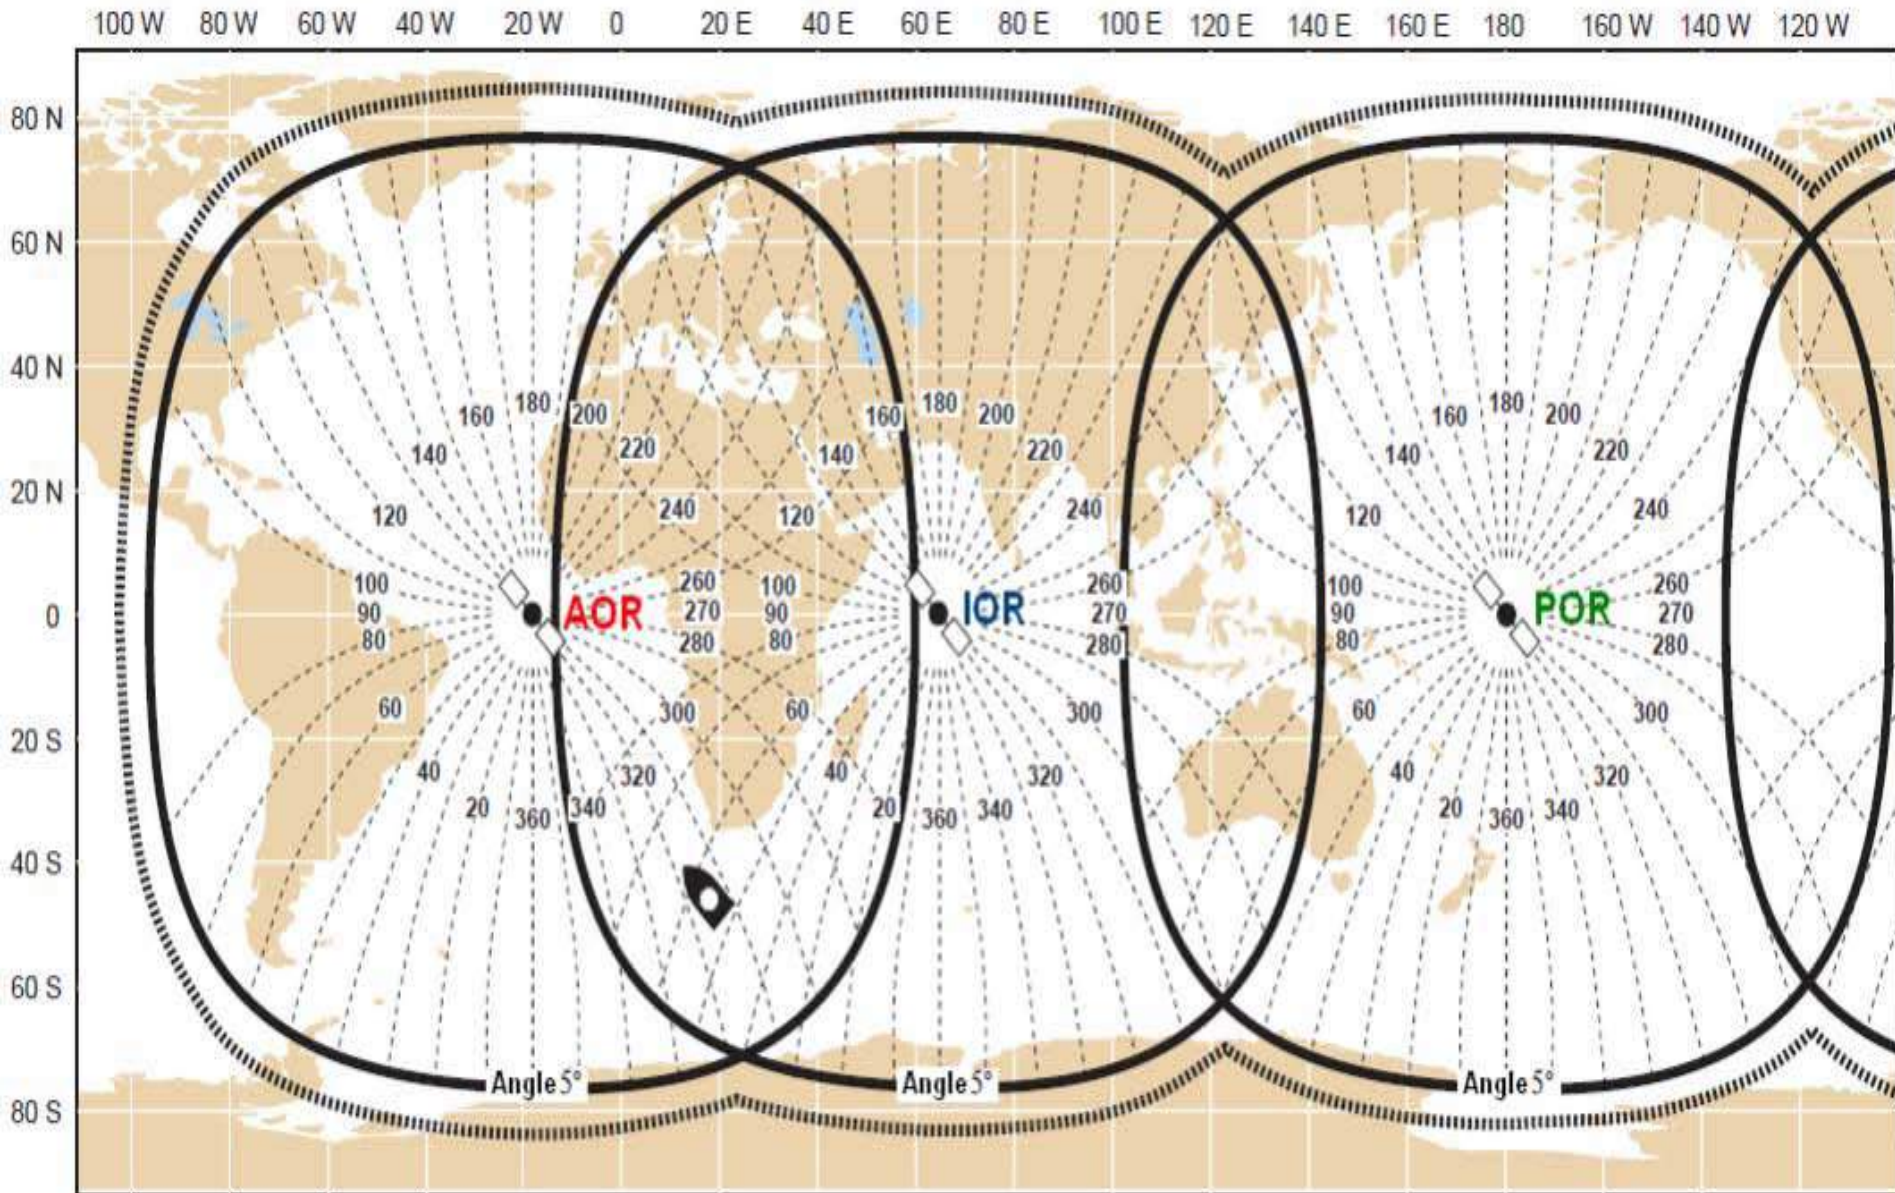 100 W 80 W 60 W 40 W 20 W 0 20 E 40 E 60 E 80 E 100 E 120 E 140 E 160 E 180 160 W 140 W 120 W
80 N
60 N
40 N
180 180 180
160 200 160 200 160 200
220 220 220
140 140 140
20 N
240 120 240 240
120 120
100 260 100 260 100 260
0 90 AOR 270 90 IOR 270 90 POR 270
80 280 80 280 80 280
60 300 60 300 60 300
20 S
40 320 40 320 40 320
20 340 20 340 20 340
360 360 360
40 S
60 S
Angle 5° Angle 5° Angle 5°
80 S